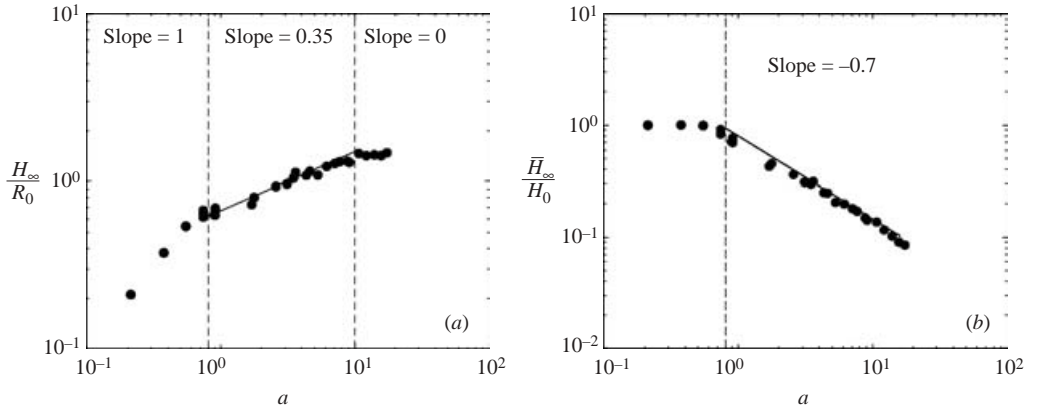 10¹
Slope = 1
Slope = 0.35
Slope = 0
H∞
R₀
10⁰
10⁻¹
(a)
10⁻¹ 10⁰ 10¹ 10²
a
10¹
Slope = –0.7
10⁰
H̅∞
H₀
10⁻¹
10⁻²
(b)
10⁻¹ 10⁰ 10¹ 10²
a